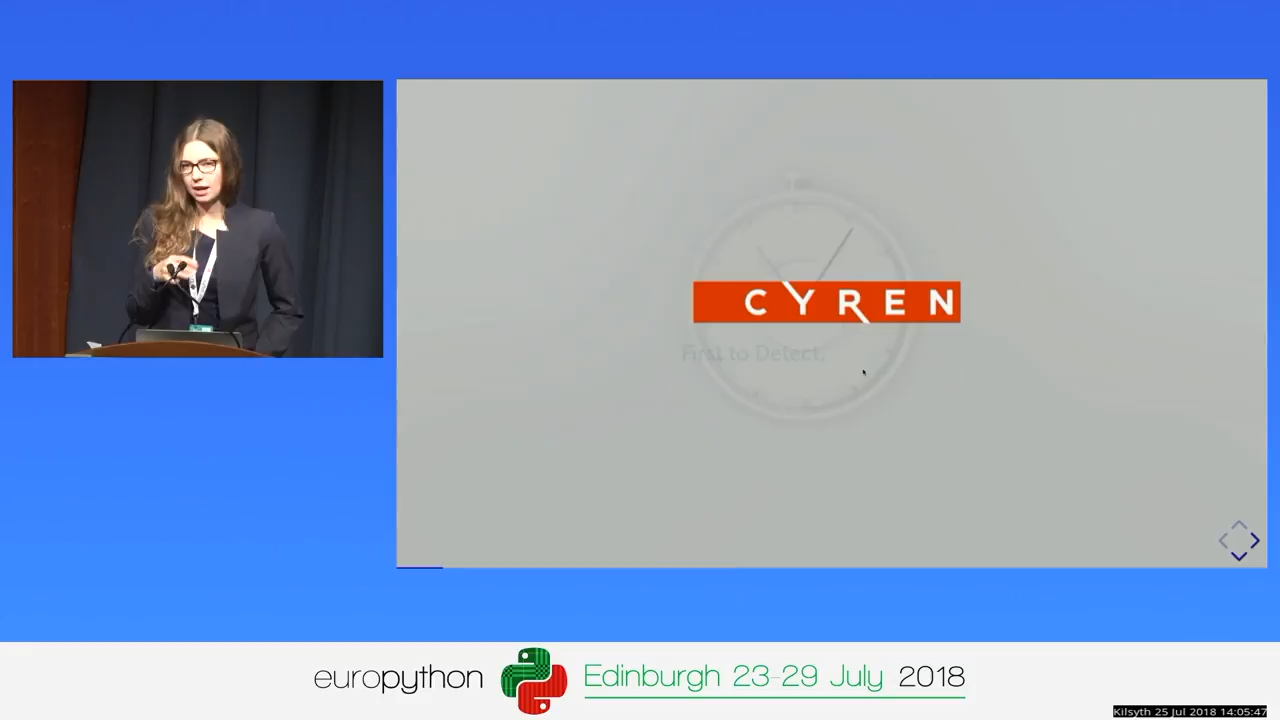 CYREN
First to Detect,
europython
Edinburgh 23-29 July 2018
Kilsyth 25 Jul 2018 14:05:47